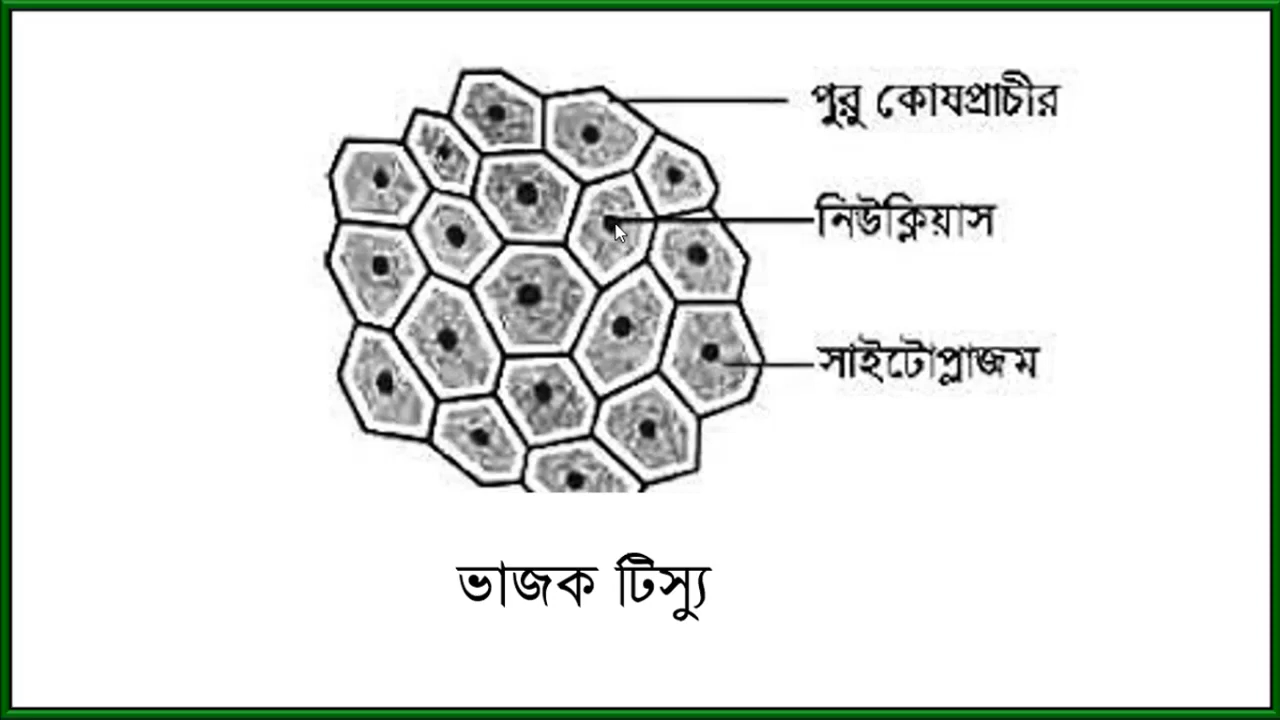 পুরু কোষপ্রাচীর
নিউক্লিয়াস
সাইটোপ্লাজম
ভাজক টিস্যু